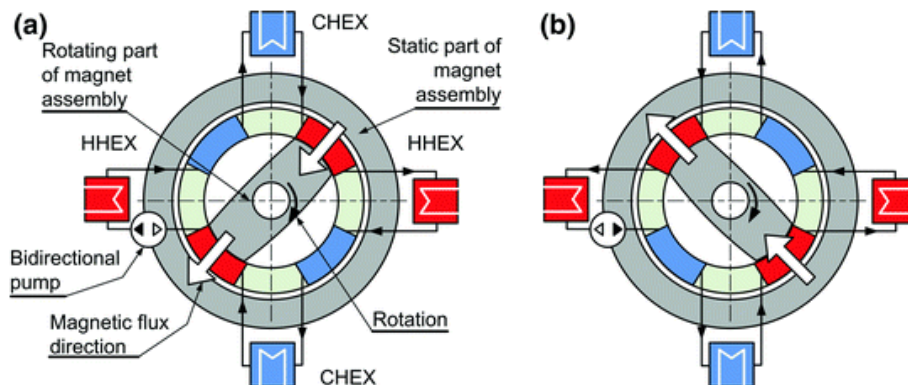 (a)
CHEX
(b)
Rotating part
of magnet
assembly
Static part of
magnet
assembly
HHEX
HHEX
Bidirectional
pump
Magnetic flux
direction
Rotation
CHEX